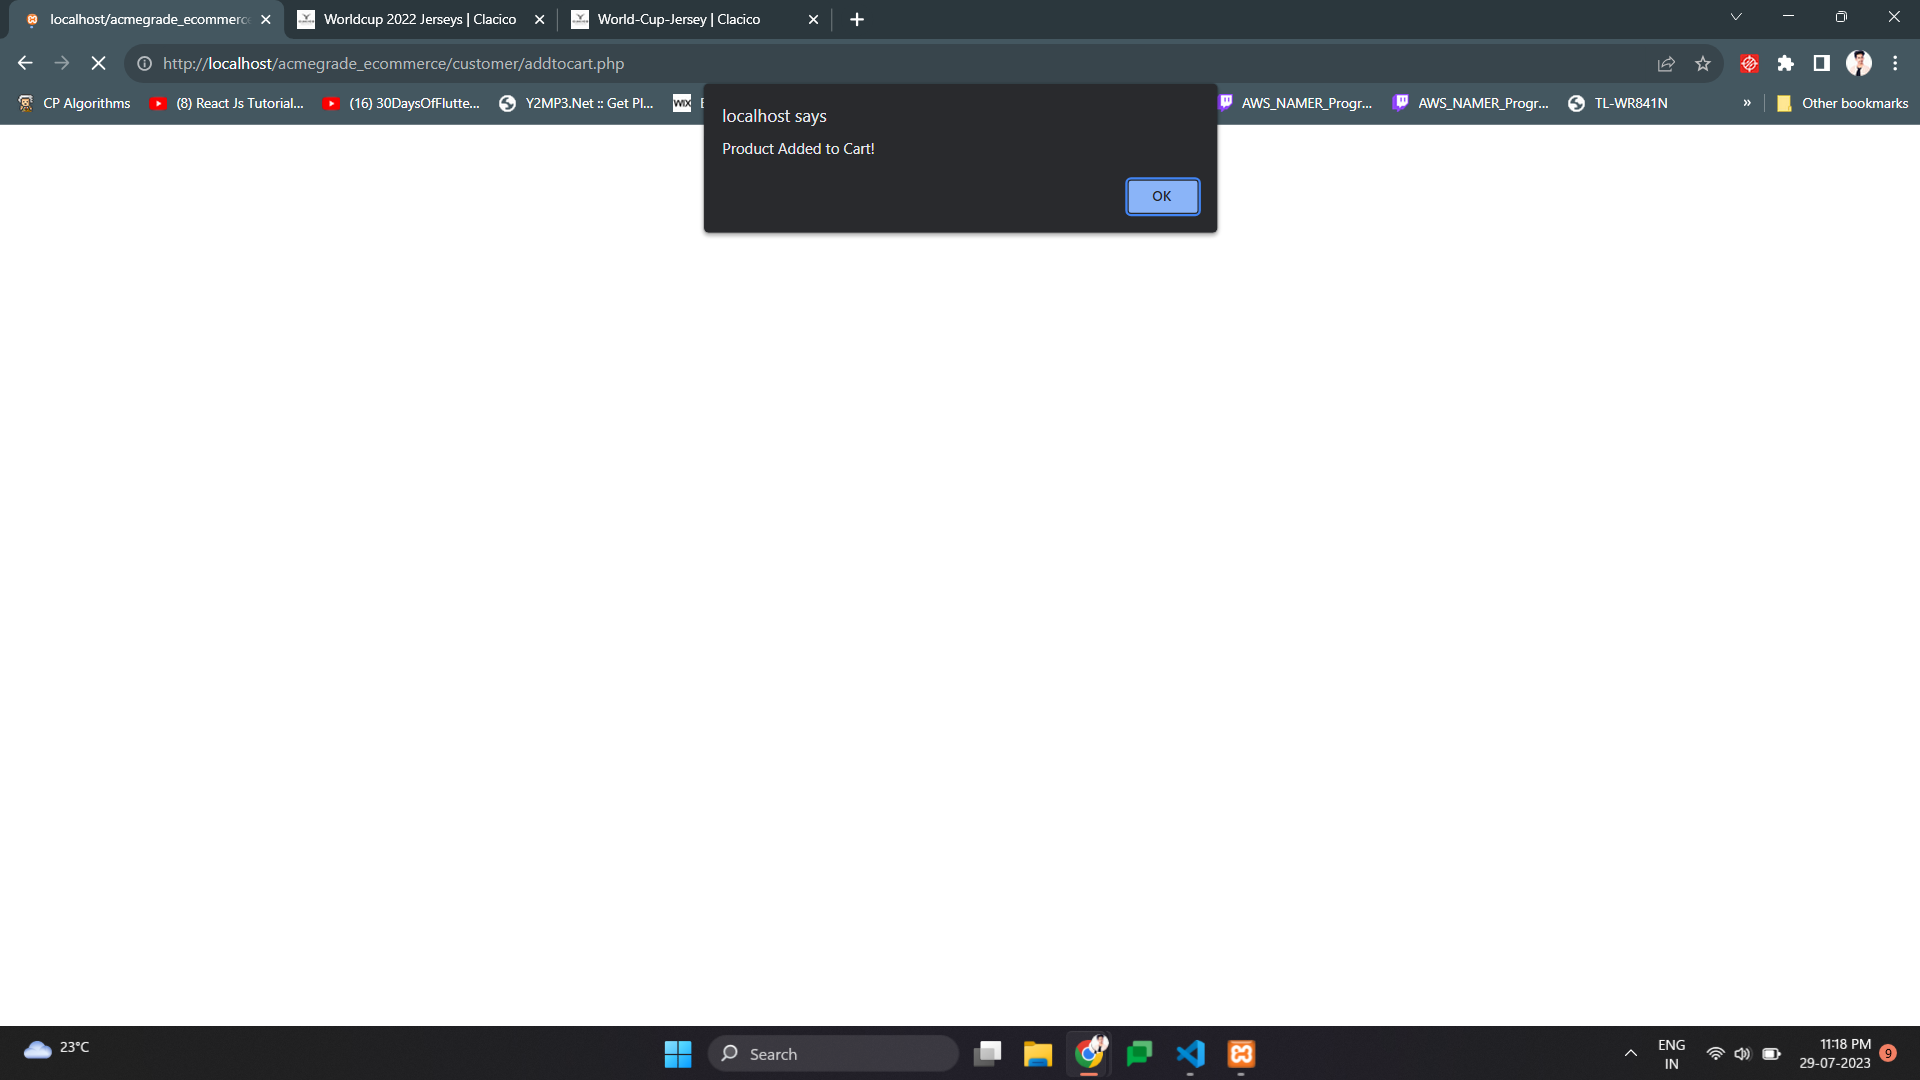 localhost/acmegrade_ecommerc
Worldcup 2022 Jerseys | Clacico
World-Cup-Jersey | Clacico
http://localhost/acmegrade_ecommerce/customer/addtocart.php
CP Algorithms
(8) React Js Tutorial...
(16) 30DaysOfFlutte...
Y2MP3.Net :: Get Pl...
WIX
AWS_NAMER_Progr...
AWS_NAMER_Progr...
TL-WR841N
»
Other bookmarks
localhost says
Product Added to Cart!
OK
23°C
Search
ENG
IN
11:18 PM
29-07-2023
9